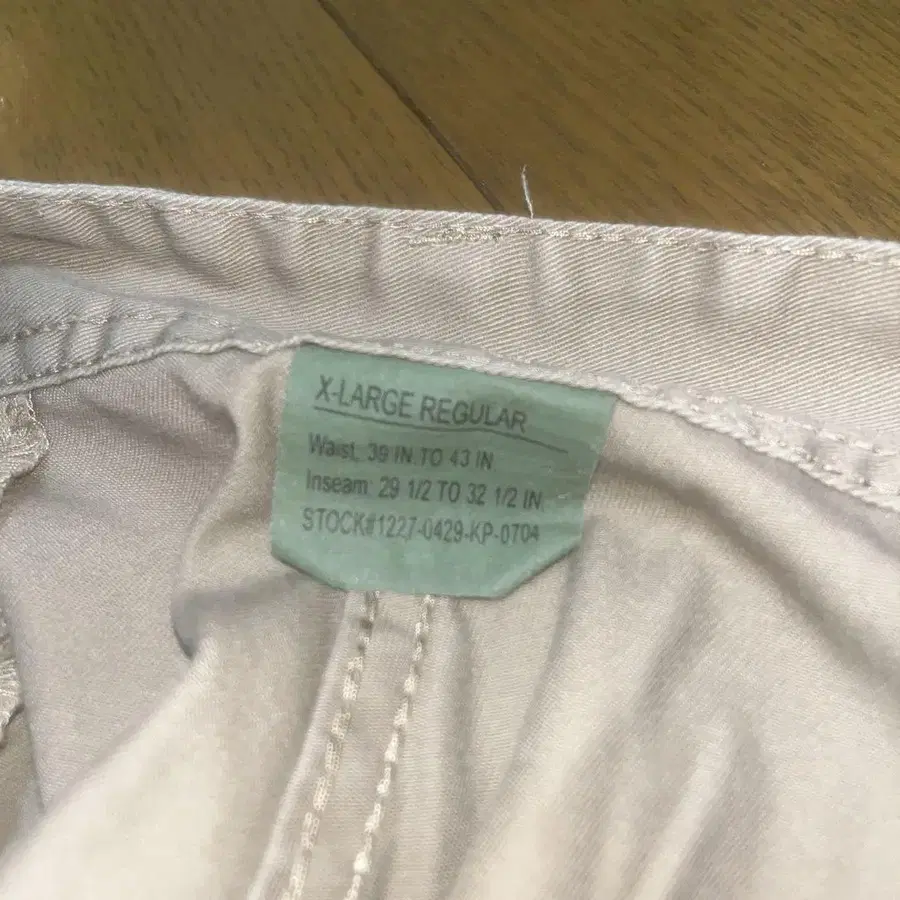 X-LARGE REGULAR
Waist. 39 IN.TO 43 IN
Inseam: 29 1/2 TO 32 1/2 IN.
STOCK#1227-0429-KP-0704